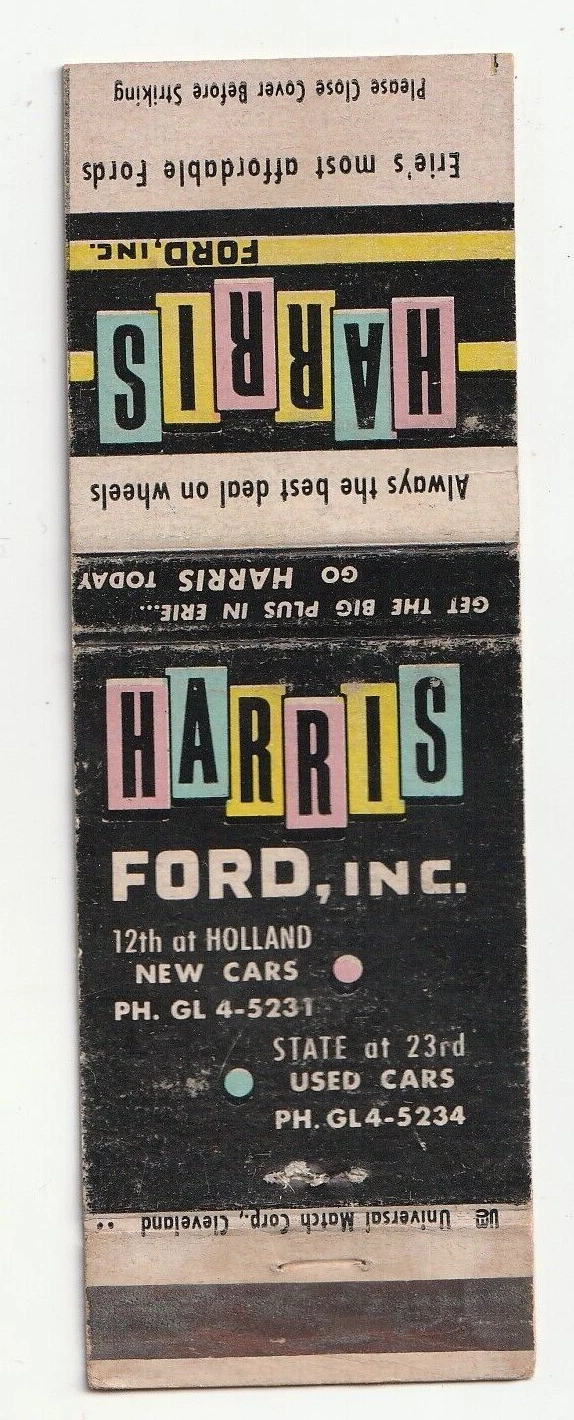 Please Close Cover Before Striking
Erie's most affordable Fords
HARRIS
FORD, INC.
Always the best deal on wheels
GET THE BIG PLUS IN ERIE...
GO HARRIS TODAY
HARRIS
FORD, INC.
12th at HOLLAND
NEW CARS
PH. GL 4-5231
STATE at 23rd
USED CARS
PH. GL4-5234
UM Universal Match Corp., Cleveland